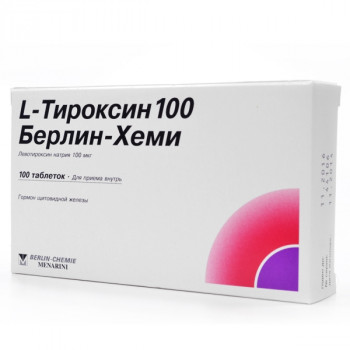 L-Тироксин 100
Берлин-Хеми
Левотироксин натрия 100 мкг
100 таблеток · Для приема внутрь
Гормон щитовидной железы
BERLIN-CHEMIE
MENARINI